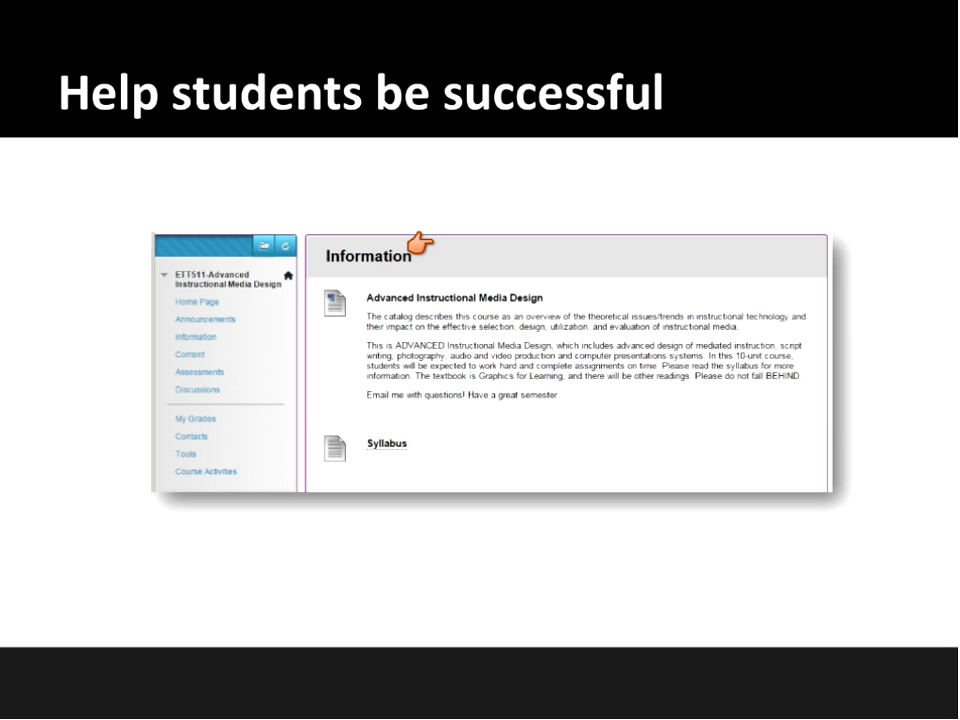 Help students be successful
ETT511-Advanced
Instructional Media Design
Home Page
Announcements
Information
Content
Assessments
Discussions
My Grades
Contacts
Tools
Course Activities
Information
Advanced Instructional Media Design
The catalog describes this course as an overview of the theoretical issues/trends in instructional technology and
their impact on the effective selection, design, utilization, and evaluation of instructional media.
This is ADVANCED Instructional Media Design, which includes advanced design of mediated instruction, script
writing, photography, audio and video production and computer presentations systems. In this 10-unit course,
students will be expected to work hard and complete assignments on time. Please read the syllabus for more
information. The textbook is Graphics for Learning, and there will be other readings. Please do not fall BEHIND.
Email me with questions! Have a great semester
Syllabus